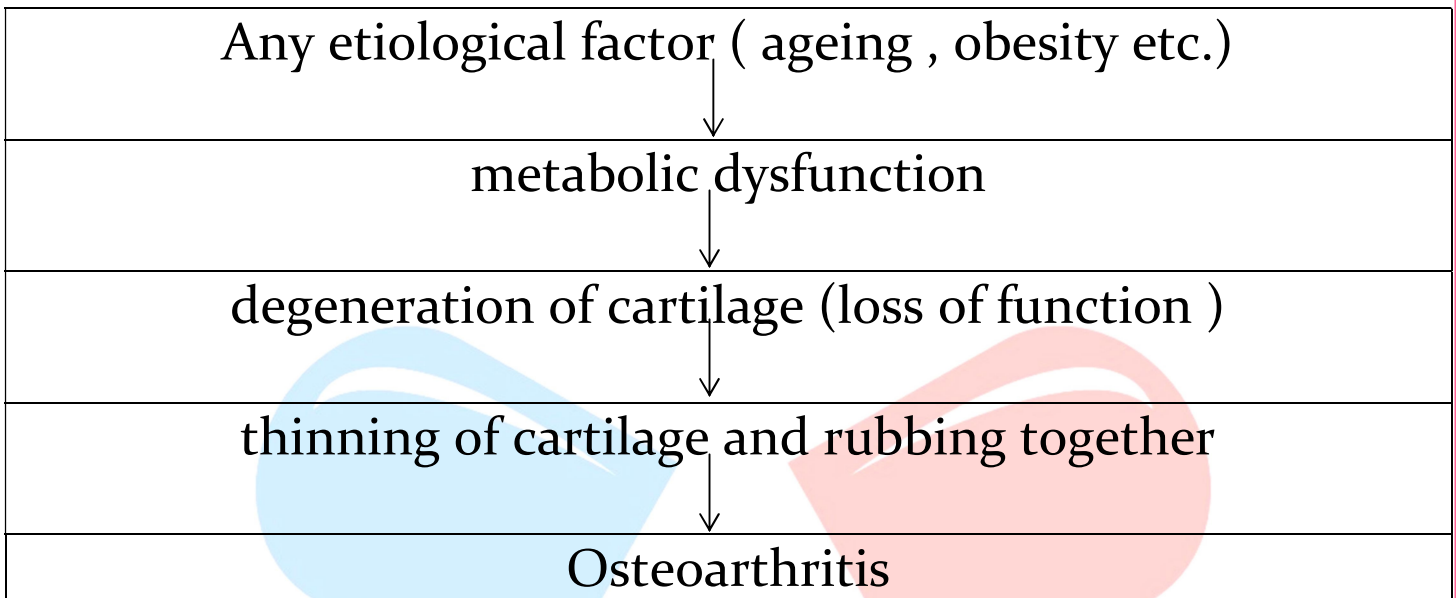 Any etiological factor ( ageing , obesity etc.)
metabolic dysfunction
degeneration of cartilage (loss of function )
thinning of cartilage and rubbing together
Osteoarthritis